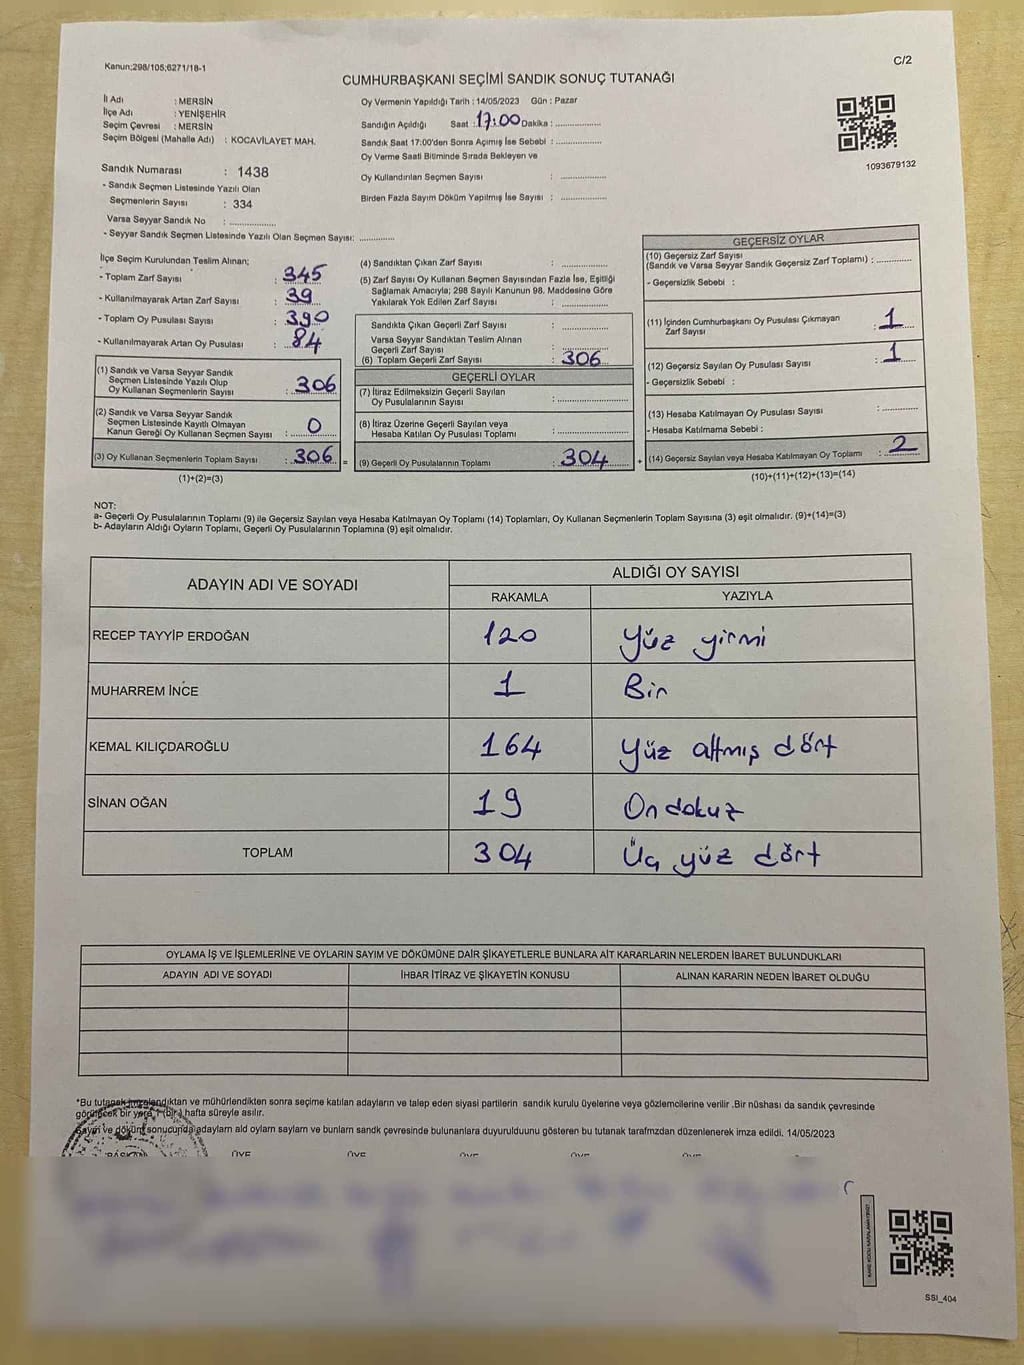 Kanun;298/105;6271/18-1
C/2
CUMHURBAŞKANI SEÇİMİ SANDIK SONUÇ TUTANAĞI
İl Adı : MERSİN
İlçe Adı : YENİŞEHİR
Seçim Çevresi : MERSİN
Seçim Bölgesi (Mahalle Adı) : KOCAVİLAYET MAH.
Sandık Numarası : 1438
- Sandık Seçmen Listesinde Yazılı Olan
Seçmenlerin Sayısı : 334
Varsa Seyyar Sandık No : ..............
- Seyyar Sandık Seçmen Listesinde Yazılı Olan Seçmen Sayısı: ............
Oy Vermenin Yapıldığı Tarih : 14/05/2023 Gün : Pazar
Sandığın Açıldığı Saat : 17:00 Dakika : ..............
Sandık Saat 17:00'den Sonra Açımış İse Sebebi : ..............
Oy Verme Saati Bitiminde Sırada Bekleyen ve
Oy Kullandırılan Seçmen Sayısı : ..............
Birden Fazla Sayım Döküm Yapılmış İse Sayısı : ..............
1093679132
İlçe Seçim Kurulundan Teslim Alınan;
- Toplam Zarf Sayısı : 345
- Kullanılmayarak Artan Zarf Sayısı : 39
- Toplam Oy Pusulası Sayısı : 390
- Kullanılmayarak Artan Oy Pusulası : 84
(1) Sandık ve Varsa Seyyar Sandık
Seçmen Listesinde Yazılı Olup
Oy Kullanan Seçmenlerin Sayısı : 306
(2) Sandık ve Varsa Seyyar Sandık
Seçmen Listesinde Kayıtlı Olmayan
Kanun Gereği Oy Kullanan Seçmen Sayısı : 0
(3) Oy Kullanan Seçmenlerin Toplam Sayısı : 306 =
(1)+(2)=(3)
(4) Sandıktan Çıkan Zarf Sayısı : ..............
(5) Zarf Sayısı Oy Kullanan Seçmen Sayısından Fazla İse, Eşitliği
Sağlamak Amacıyla; 298 Sayılı Kanunun 98. Maddesine Göre
Yakılarak Yok Edilen Zarf Sayısı : ..............
Sandıkta Çıkan Geçerli Zarf Sayısı : ..............
Varsa Seyyar Sandıktan Teslim Alınan
Geçerli Zarf Sayısı : ..............
(6) Toplam Geçerli Zarf Sayısı : 306
GEÇERLİ OYLAR
(7) İtiraz Edilmeksizin Geçerli Sayılan
Oy Pusulalarının Sayısı : ..............
(8) İtiraz Üzerine Geçerli Sayılan veya
Hesaba Katılan Oy Pusulası Toplamı : ..............
(9) Geçerli Oy Pusulalarının Toplamı : 304 +
GEÇERSİZ OYLAR
(10) Geçersiz Zarf Sayısı
(Sandık ve Varsa Seyyar Sandık Geçersiz Zarf Toplamı) : ............
- Geçersizlik Sebebi :
(11) İçinden Cumhurbaşkanı Oy Pusulası Çıkmayan
Zarf Sayısı : 1
(12) Geçersiz Sayılan Oy Pusulası Sayısı : 1
- Geçersizlik Sebebi :
(13) Hesaba Katılmayan Oy Pusulası Sayısı : ............
- Hesaba Katılmama Sebebi :
(14) Geçersiz Sayılan veya Hesaba Katılmayan Oy Toplamı : 2
(10)+(11)+(12)+(13)=(14)
NOT:
a- Geçerli Oy Pusulalarının Toplamı (9) ile Geçersiz Sayılan veya Hesaba Katılmayan Oy Toplamı (14) Toplamları, Oy Kullanan Seçmenlerin Toplam Sayısına (3) eşit olmalıdır. (9)+(14)=(3)
b- Adayların Aldığı Oyların Toplamı, Geçerli Oy Pusulalarının Toplamına (9) eşit olmalıdır.
ADAYIN ADI VE SOYADI ALDIĞI OY SAYISI
RAKAMLA YAZIYLA
RECEP TAYYİP ERDOĞAN 120 Yüz yirmi
MUHARREM İNCE 1 Bir
KEMAL KILIÇDAROĞLU 164 Yüz altmış dört
SİNAN OĞAN 19 On dokuz
TOPLAM 304 Üç yüz dört
OYLAMA İŞ VE İŞLEMLERİNE VE OYLARIN SAYIM VE DÖKÜMÜNE DAİR ŞİKAYETLERLE BUNLARA AİT KARARLARIN NELERDEN İBARET BULUNDUKLARI
ADAYIN ADI VE SOYADI İHBAR İTİRAZ VE ŞİKAYETİN KONUSU ALINAN KARARIN NEDEN İBARET OLDUĞU
*Bu tutanak imzalandıktan ve mühürlendikten sonra seçime katılan adayların ve talep eden siyasi partilerin sandık kurulu üyelerine veya gözlemcilerine verilir .Bir nüshası da sandık çevresinde
görülecek bir yere 1 (bir) hafta süreyle asılır.
Sayın ve döküm sonucunda adaylarn ald oylarn saylarn ve bunlarn sandk çevresinde bulunanlara duyurulduunu gösteren bu tutanak tarafmzdan düzenlenerek imza edildi. 14/05/2023
BAŞKAN ÜYE ÜYE ÜYE ÜYE ÜYE
SSI_404